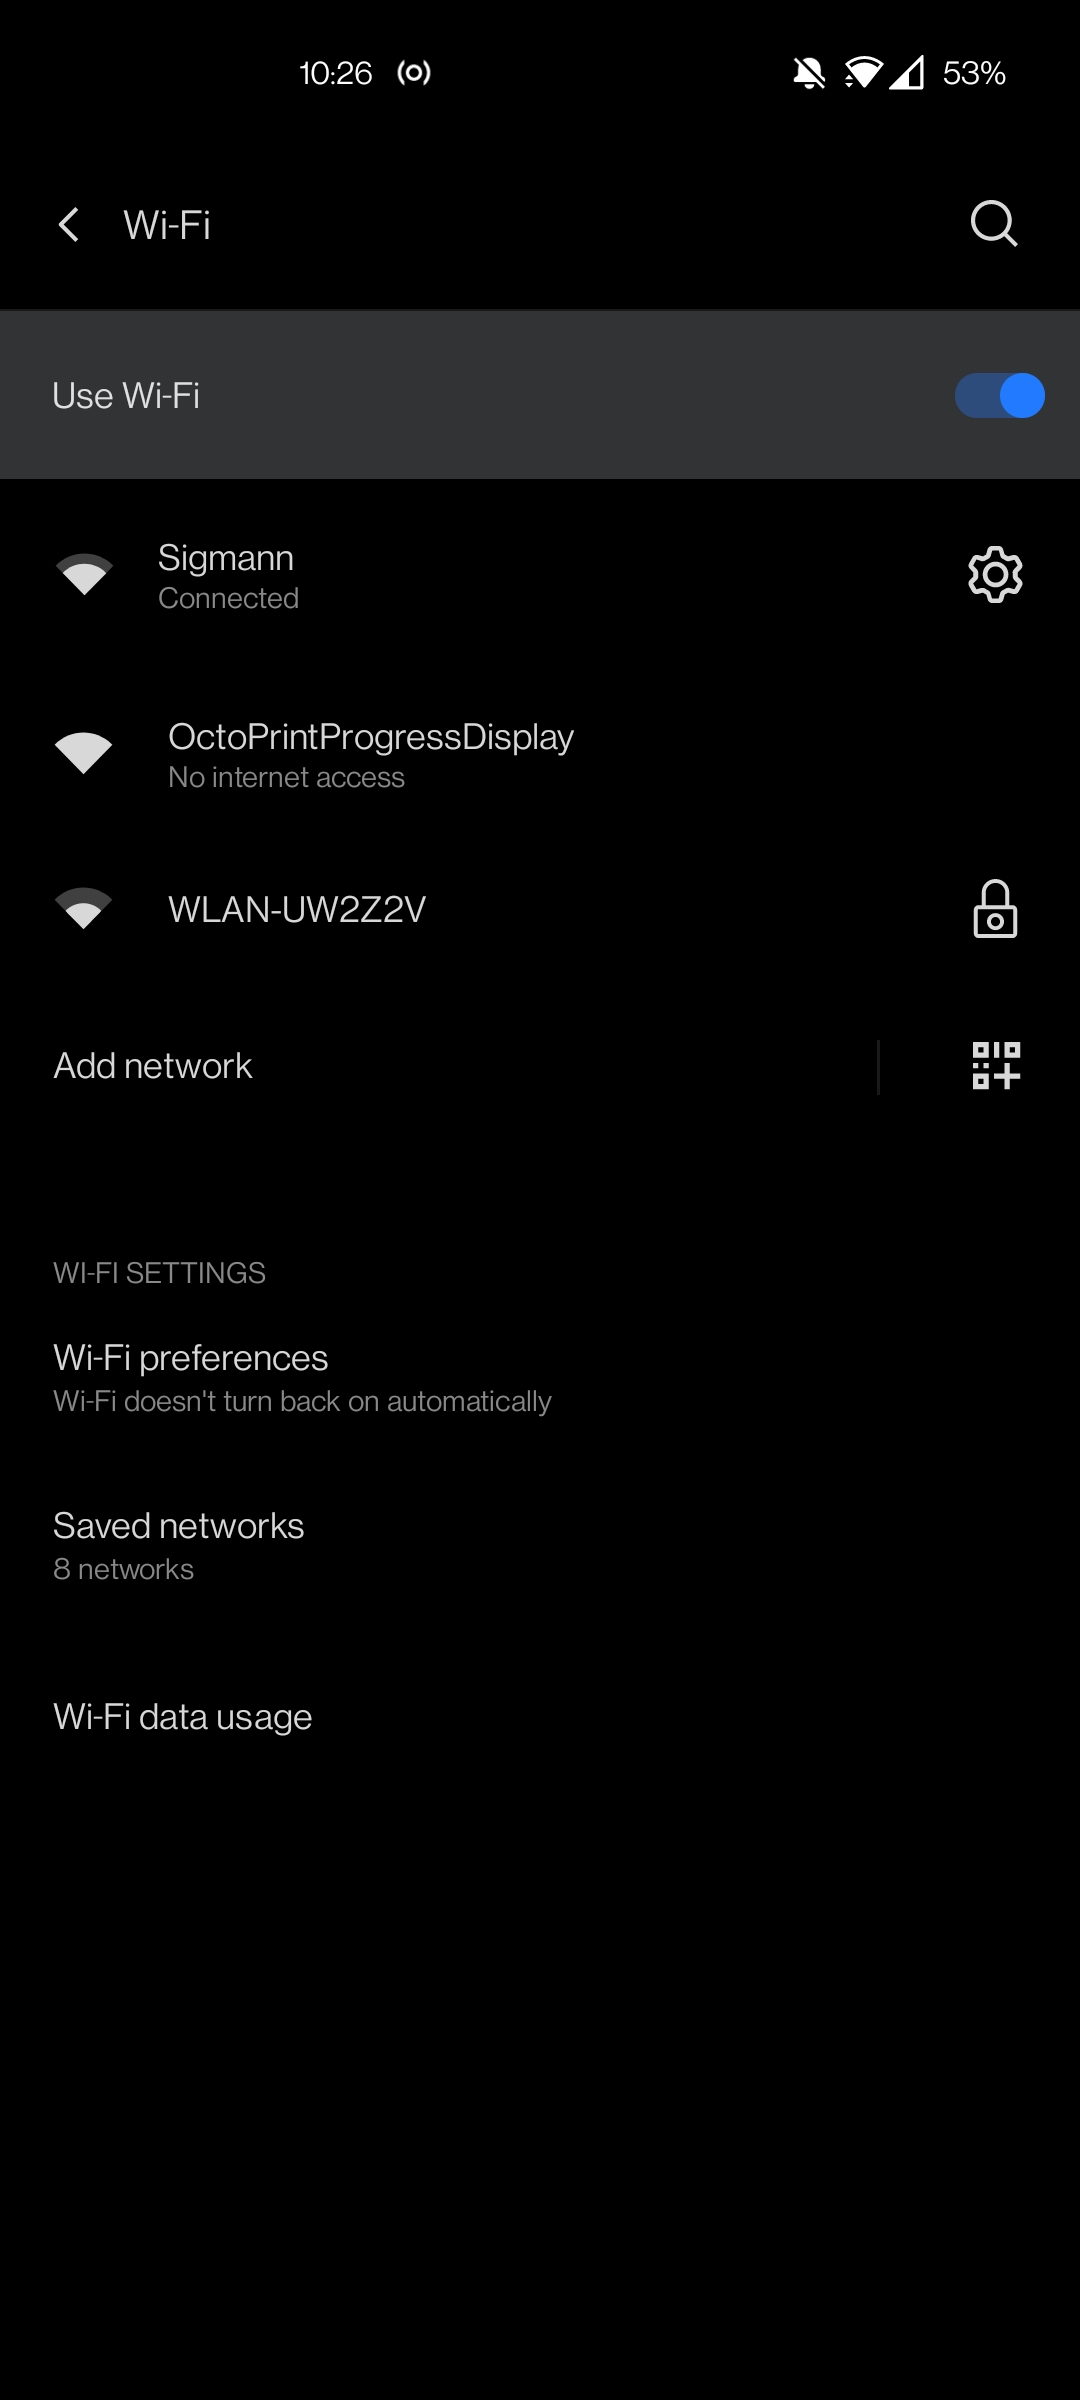 10:26
53%
Wi-Fi
Use Wi-Fi
Sigmann
Connected
OctoPrintProgressDisplay
No internet access
WLAN-UW2Z2V
Add network
WI-FI SETTINGS
Wi-Fi preferences
Wi-Fi doesn't turn back on automatically
Saved networks
8 networks
Wi-Fi data usage